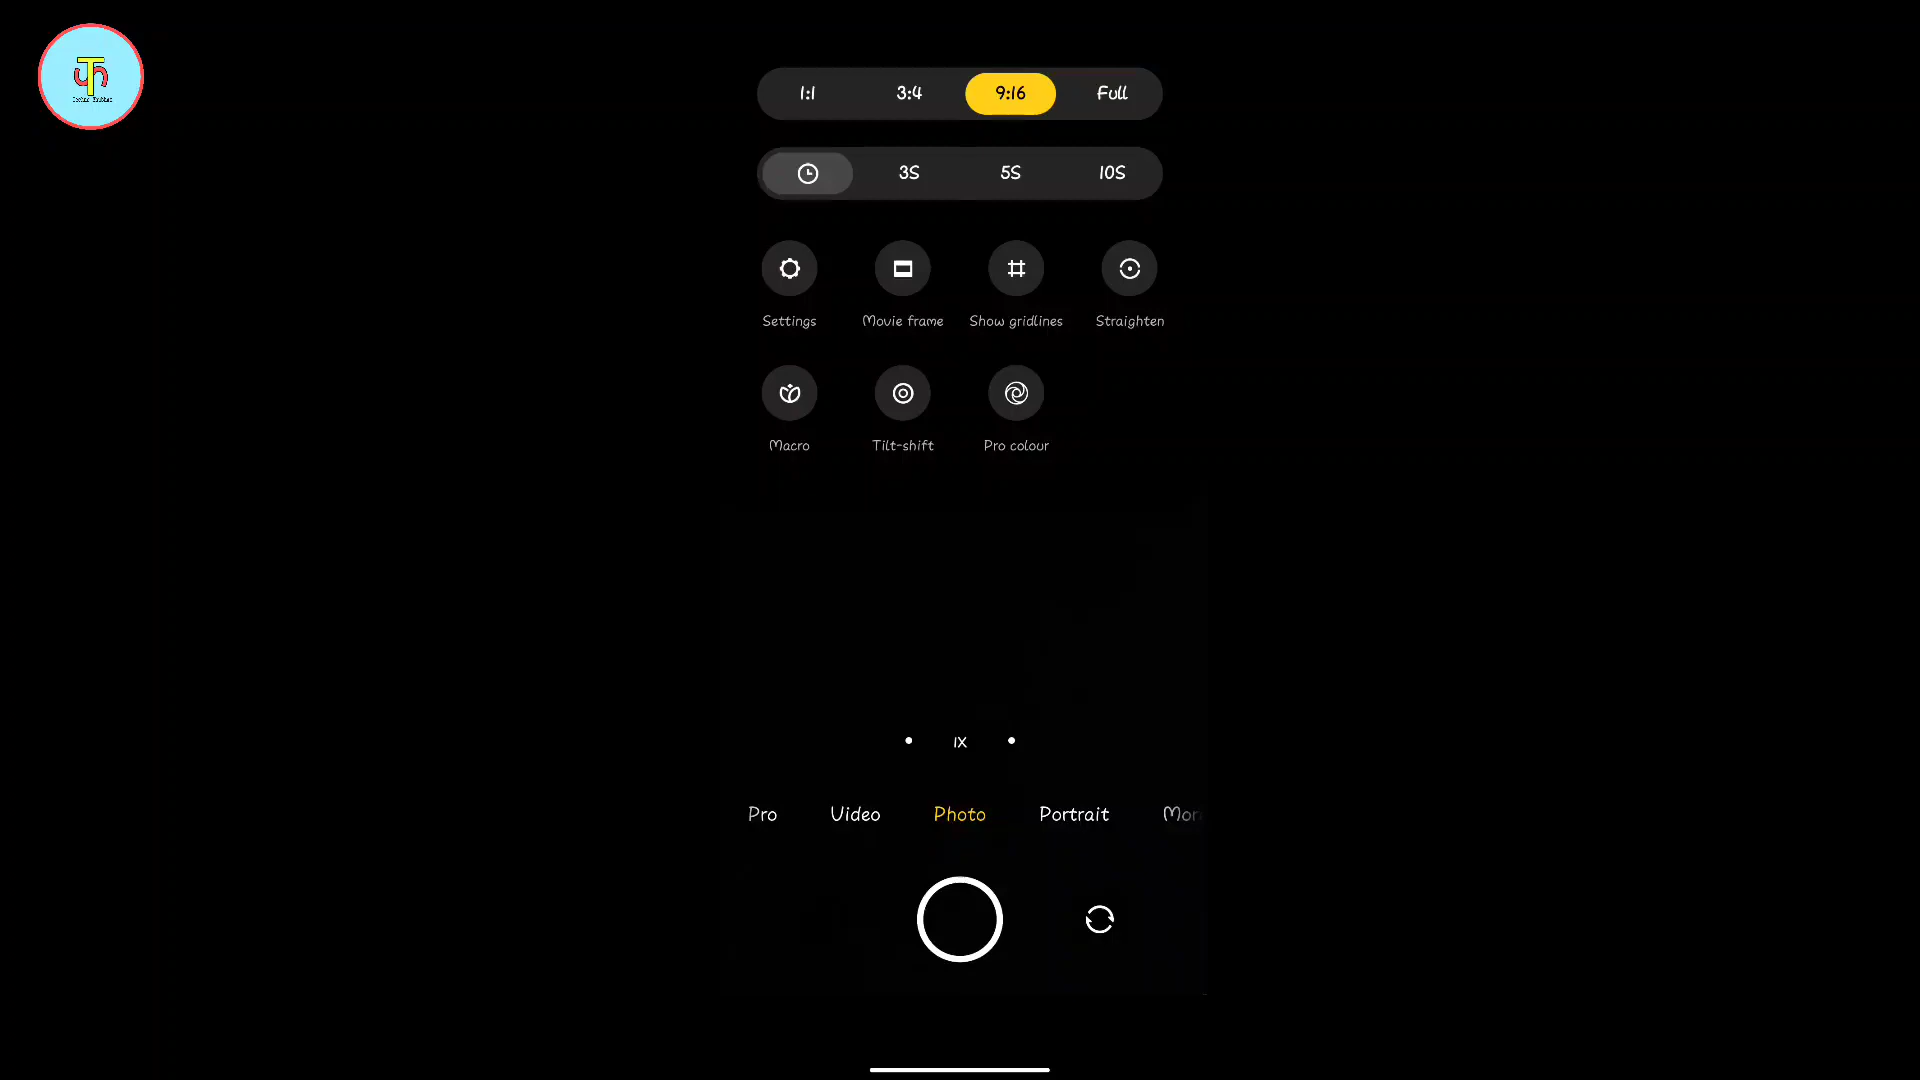 1:1 3:4 9:16 Full
3S 5S 10S
Settings Movie frame Show gridlines Straighten
Macro Tilt-shift Pro colour
1X
Pro Video Photo Portrait Mor